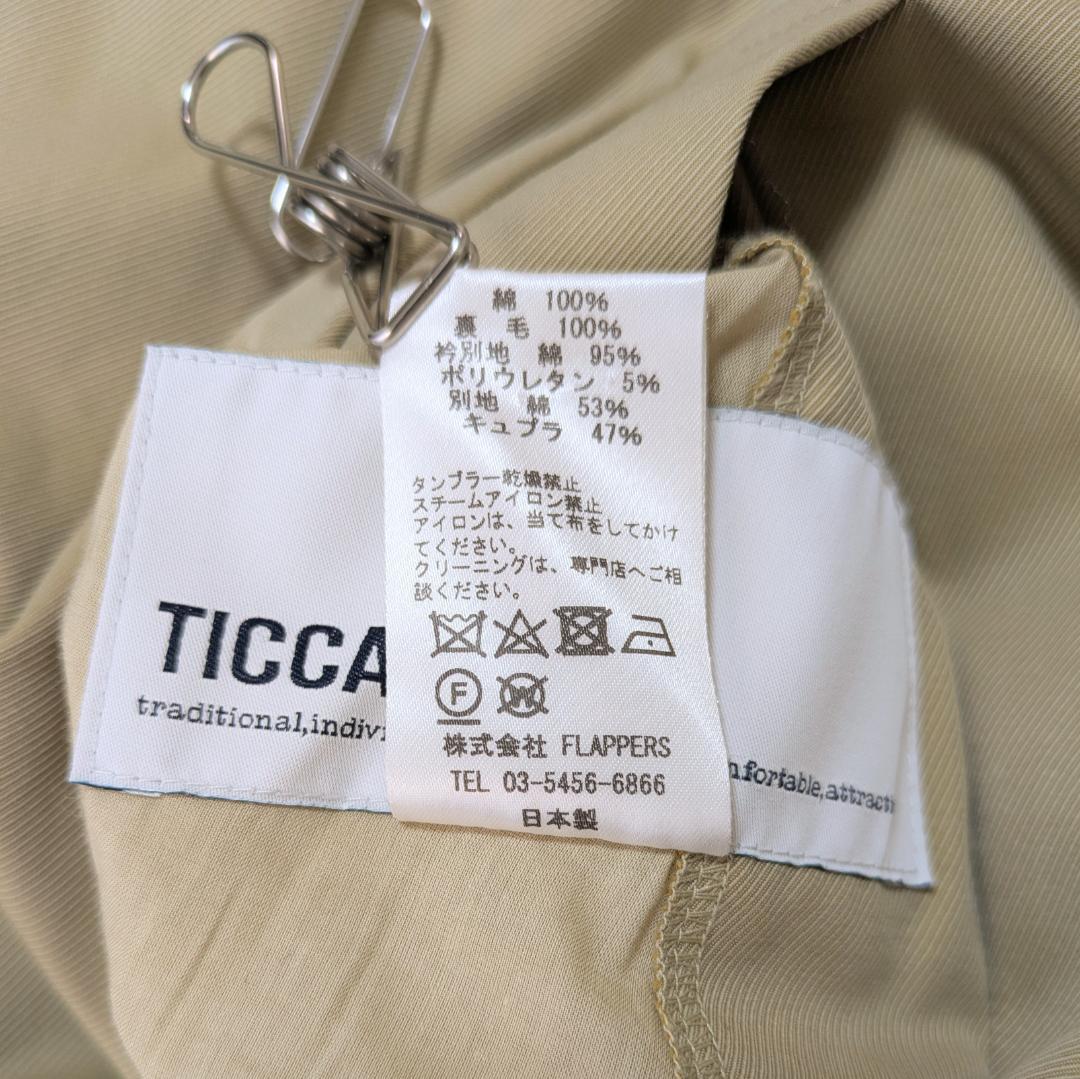 綿 100%
裏 毛 100%
衿別地 綿 95%
ポリウレタン 5%
別地 綿 53%
キュプラ 47%
タンブラー乾燥禁止
スチームアイロン禁止
アイロンは、当て布をしてかけ
てください。
クリーニングは、専門店へご相
談ください。
F
W
株式会社 FLAPPERS
TEL 03-5456-6866
日本製
TICCA
traditional,indivi
nfortable,attracti